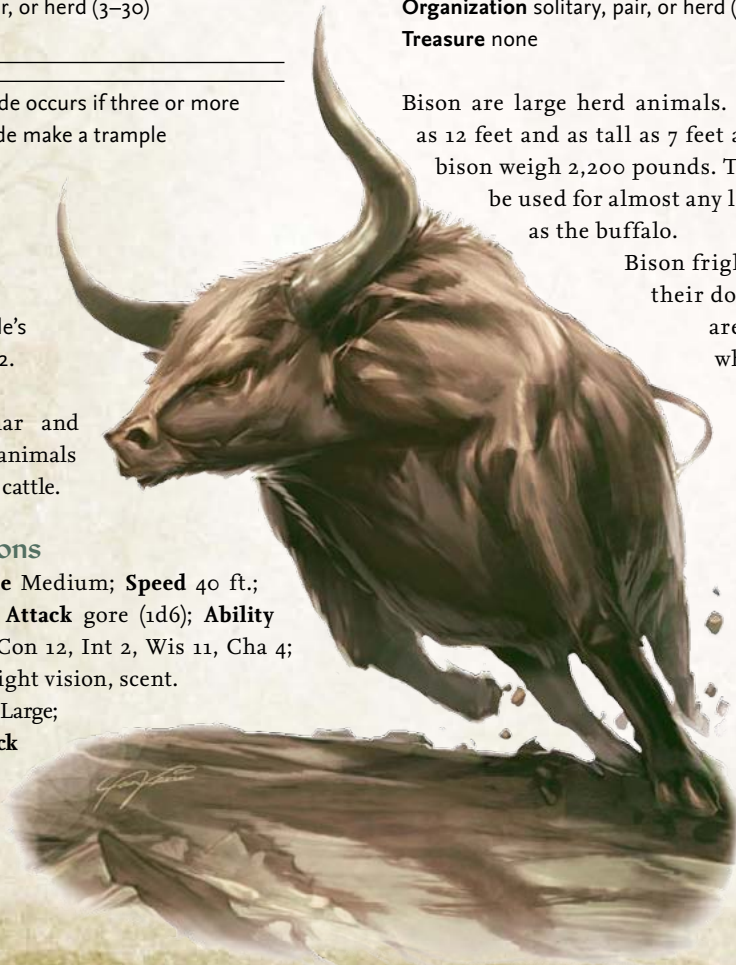 r, or herd (3–30)
de occurs if three or more
de make a trample
le’s
2.
ar and
animals
cattle.
ons
e Medium; Speed 40 ft.;
Attack gore (1d6); Ability
Con 12, Int 2, Wis 11, Cha 4;
ight vision, scent.
Large;
ck
Organization solitary, pair, or herd (
Treasure none
Bison are large herd animals.
as 12 feet and as tall as 7 feet a
bison weigh 2,200 pounds. T
be used for almost any l
as the buffalo.
Bison frigh
their do
are
wh